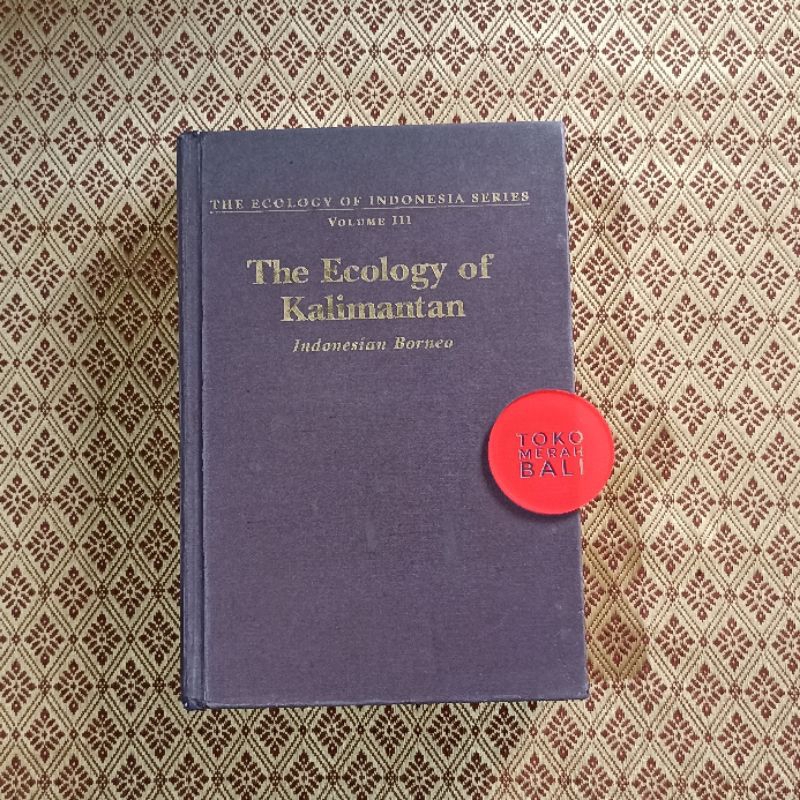 THE ECOLOGY OF INDONESIA SERIES
VOLUME III
The Ecology of
Kalimantan
Indonesian Borneo
TOKO
MERAH
BALI